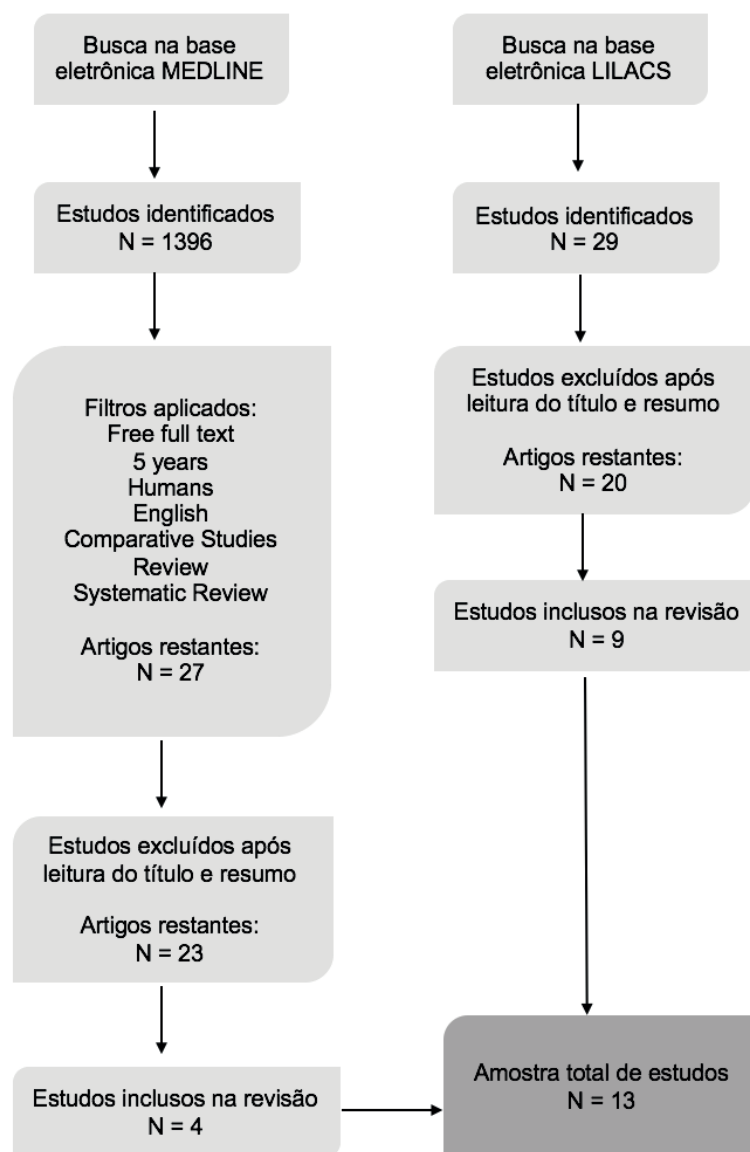 Busca na base
eletrônica MEDLINE
Estudos identificados
N = 1396
Filtros aplicados:
Free full text
5 years
Humans
English
Comparative Studies
Review
Systematic Review
Artigos restantes:
N = 27
Estudos excluídos após
leitura do título e resumo
Artigos restantes:
N = 23
Estudos inclusos na revisão
N = 4
Busca na base
eletrônica LILACS
Estudos identificados
N = 29
Estudos excluídos após
leitura do título e resumo
Artigos restantes:
N = 20
Estudos inclusos na revisão
N = 9
Amostra total de estudos
N = 13